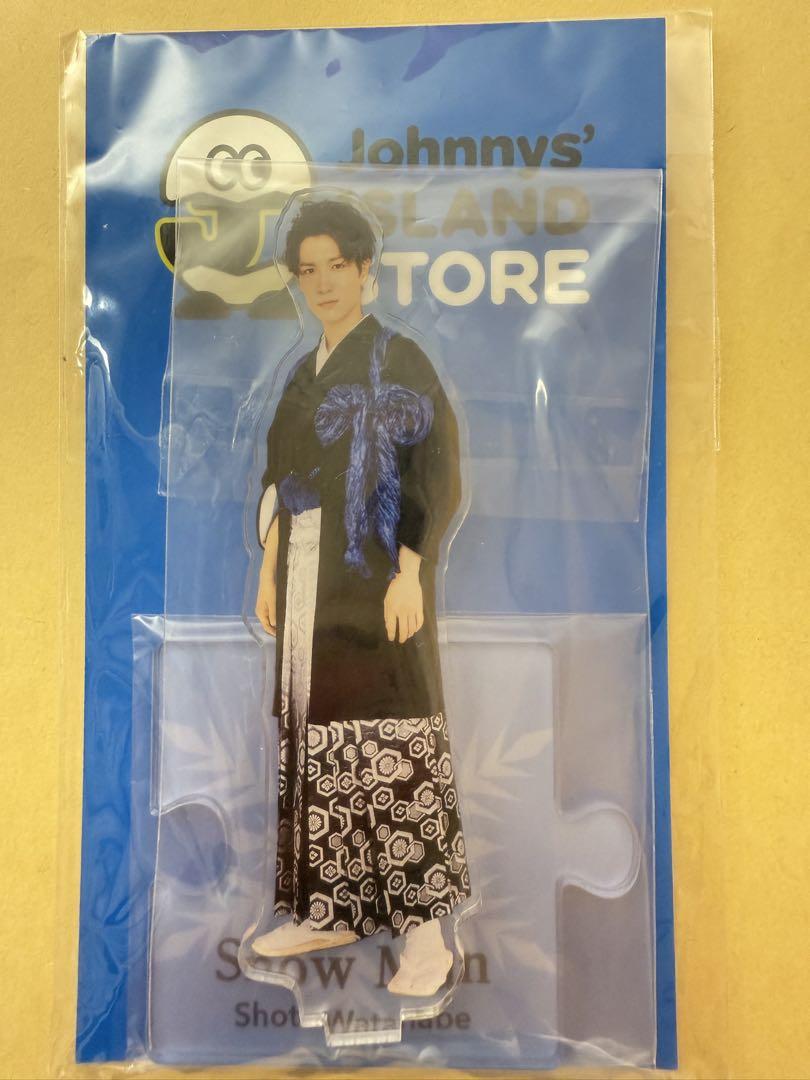 Johnnys'
ISLAND
STORE
Snow Man
Shota Watanabe